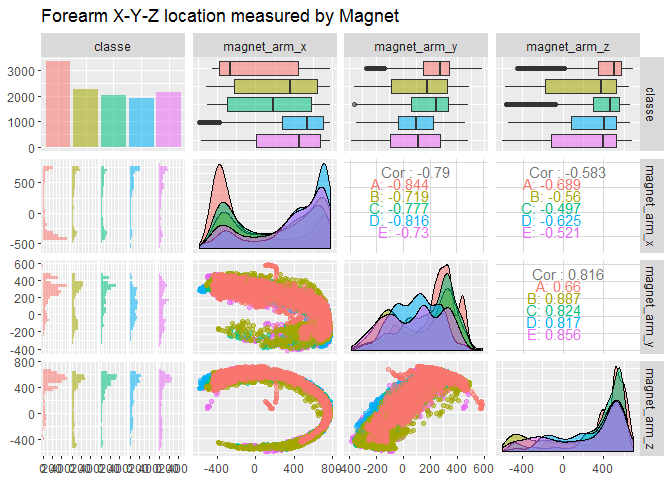 Forearm X-Y-Z location measured by Magnet
classe
magnet_arm_x
magnet_arm_y
magnet_arm_z
3000
2000
1000
0
classe
500
0
-500
Cor : -0.79
A: -0.844
B: -0.719
C: -0.777
D: -0.816
E: -0.73
Cor : -0.583
A: -0.689
B: -0.56
C: -0.497
D: -0.625
E: -0.521
magnet_arm_x
600
400
200
0
-200
-400
Cor : 0.816
A: 0.66
B: 0.887
C: 0.824
D: 0.817
E: 0.856
magnet_arm_y
800
400
0
-400
magnet_arm_z
-400
0
400
800
-400
-200
0
200
400
600
-400
0
400